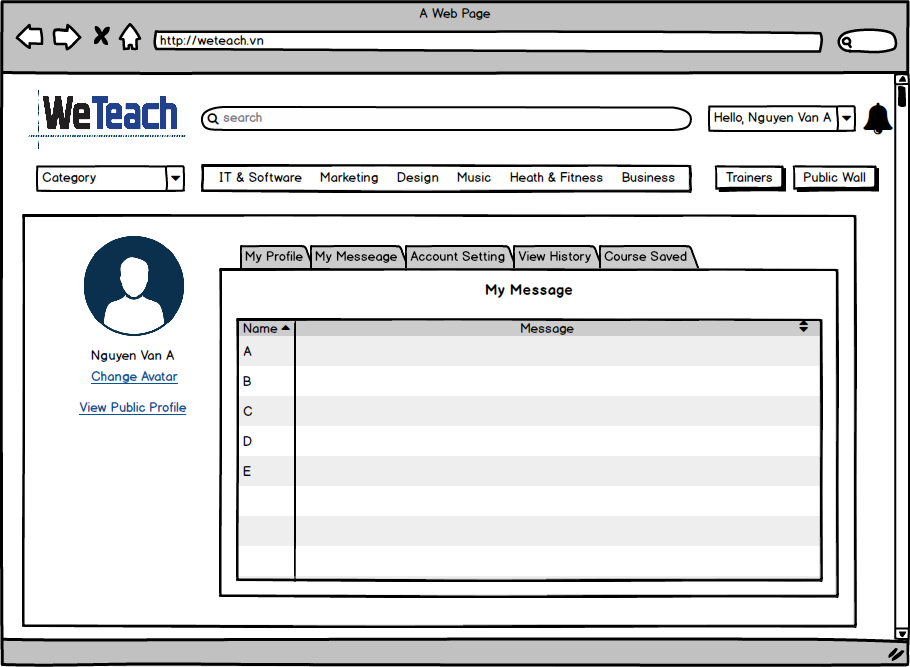 A Web Page
http://weteach.vn
WeTeach
search
Hello, Nguyen Van A
Category
IT & Software Marketing Design Music Heath & Fitness Business
Trainers
Public Wall
My Profile
My Messeage
Account Setting
View History
Course Saved
Nguyen Van A
Change Avatar
View Public Profile
My Message
Name Message
A
B
C
D
E